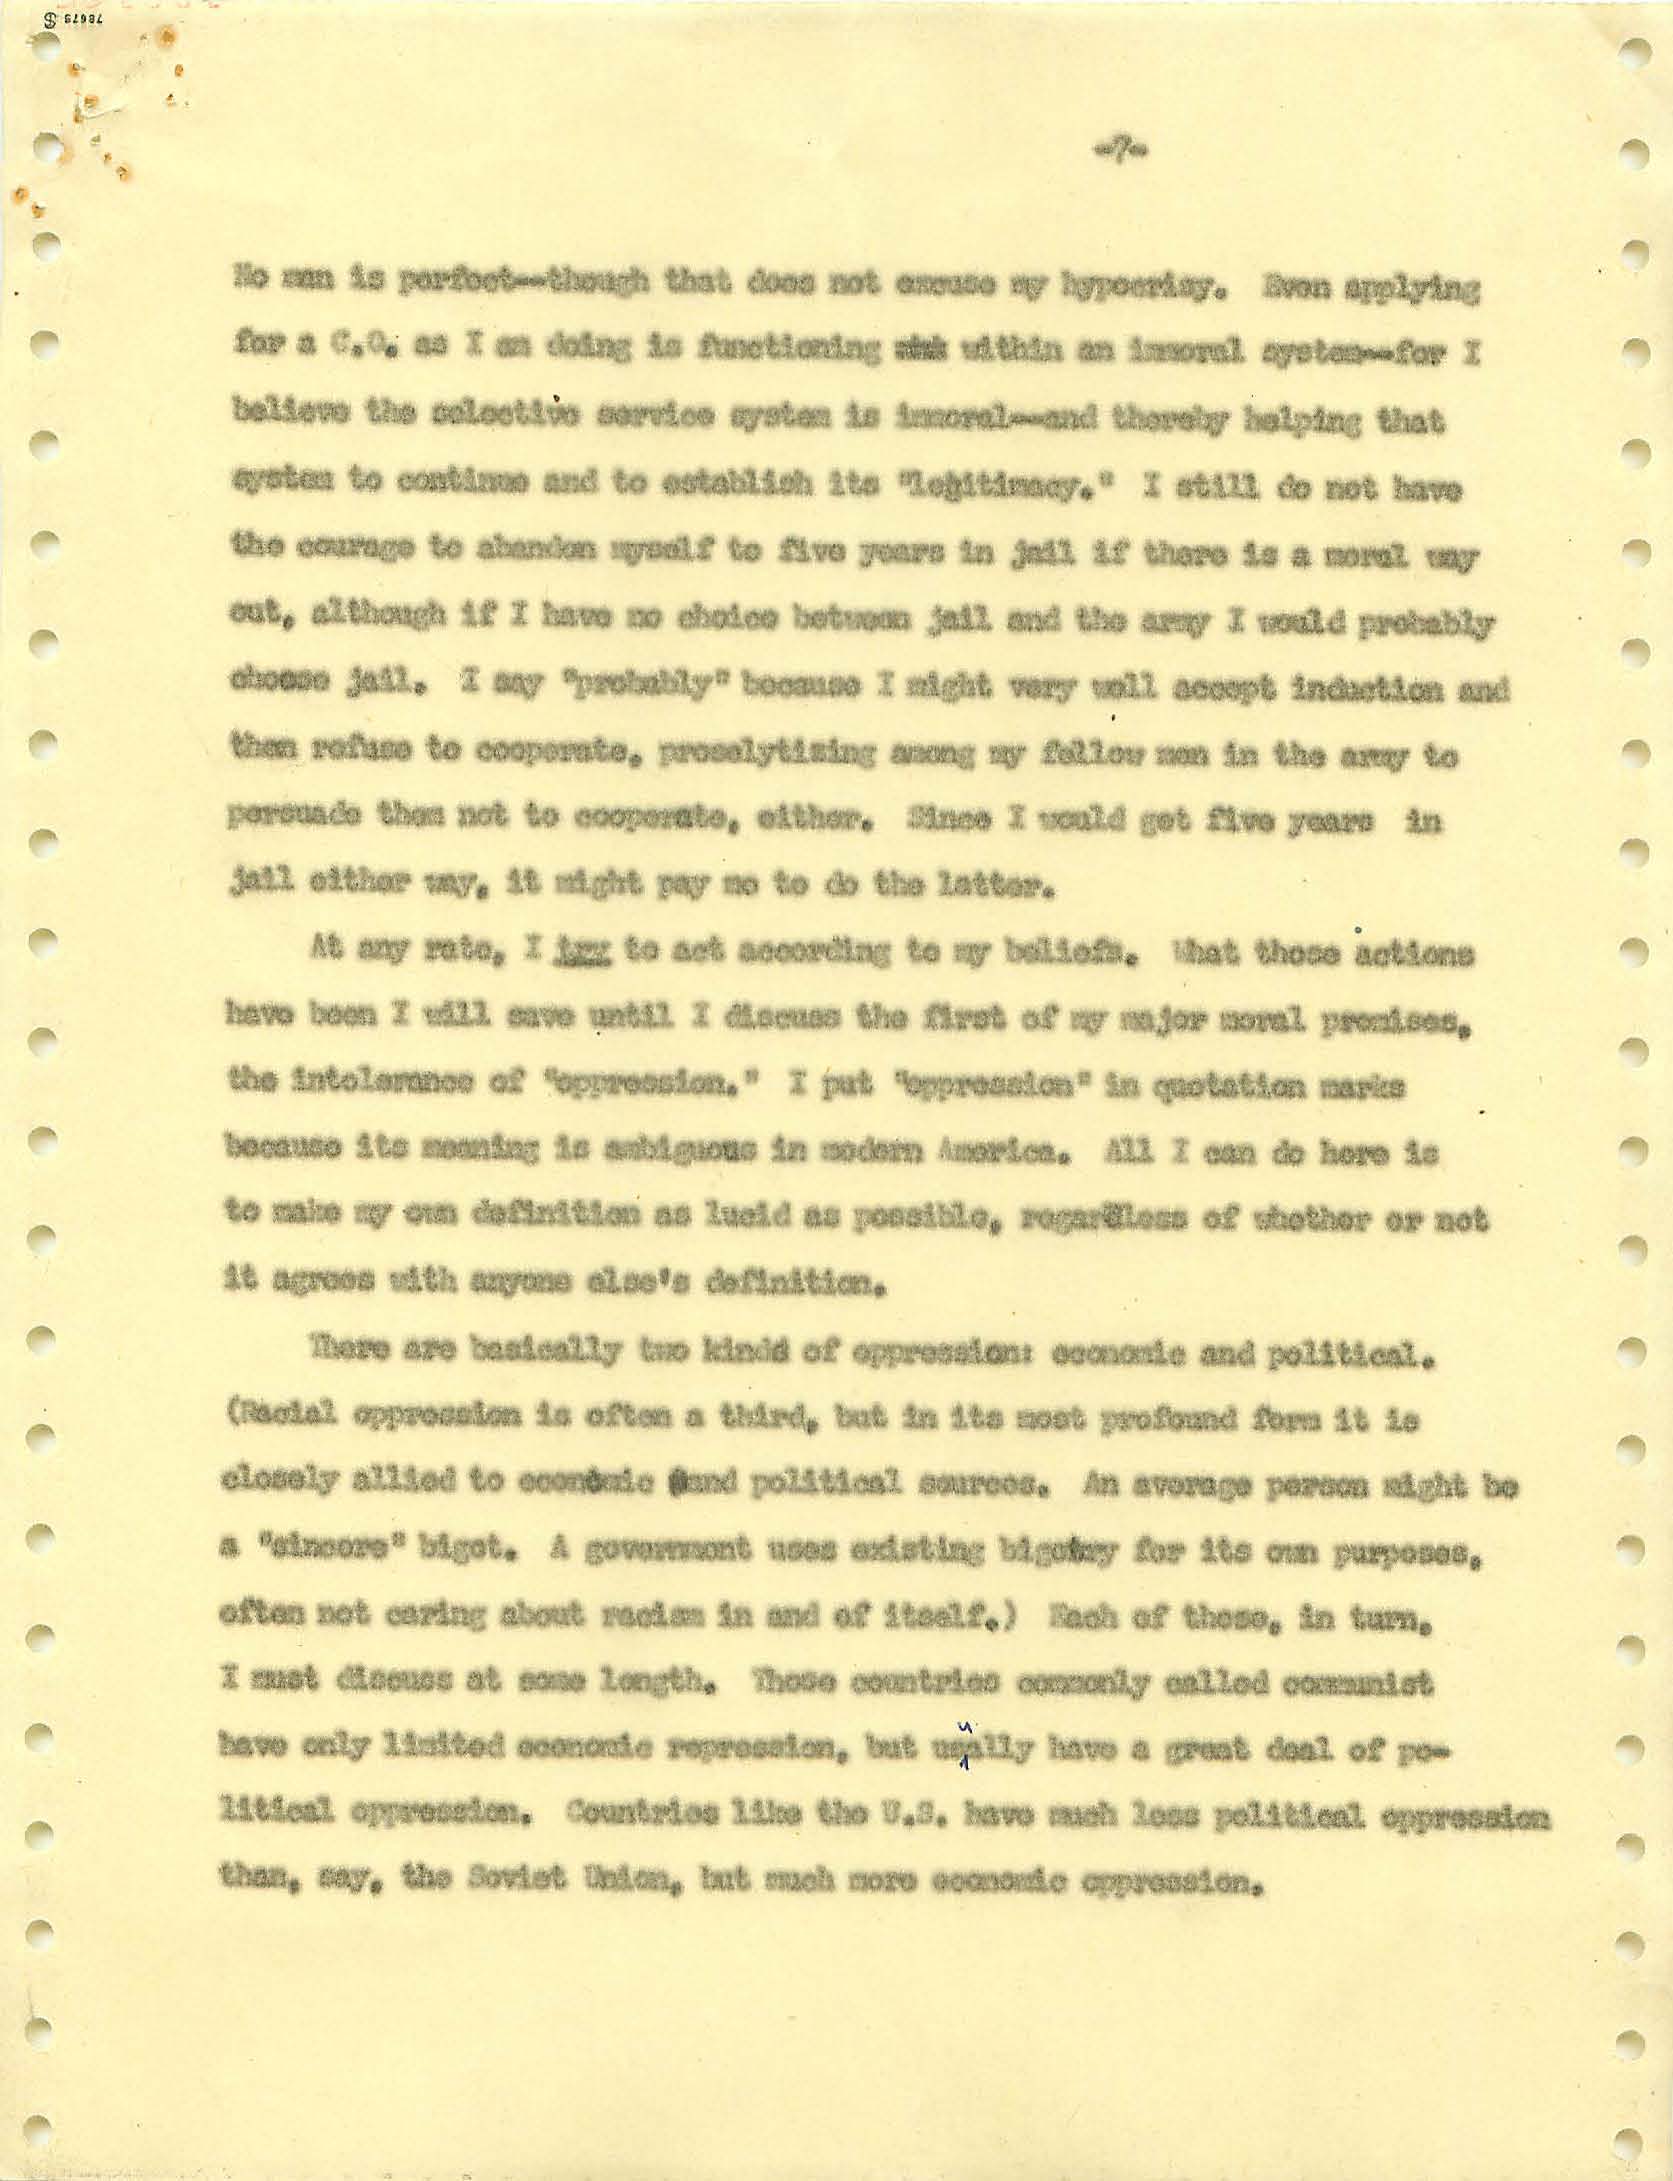 78675
-7-
No man is perfect--though that does not excuse my hypocrisy.  Even applying
for a C.O. as I am doing is functioning within an immoral system--for I
believe the selective service system is immoral--and thereby helping that
system to continue and to establish its "legitimacy."  I still do not have
the courage to abandon myself to five years in jail if there is a moral way
out, although if I have no choice between jail and the army I would probably
choose jail.  I say "probably" because I might very well accept induction and
then refuse to cooperate, proselytizing among my fellow men in the army to
persuade them not to cooperate, either.  Since I would get five years  in
jail either way, it might pay me to do the latter.
At any rate, I try to act according to my beliefs.  What those actions
have been I will save until I discuss the first of my major moral premises,
the intolerance of "oppression."  I put "oppression" in quotation marks
because its meaning is ambiguous in modern America.  All I can do here is
to make my own definition as lucid as possible, regardless of whether or not
it agrees with anyone else's definition.
There are basically two kinds of oppression: economic and political.
(Racial oppression is often a third, but in its most profound form it is
closely allied to economic and political sources.  An average person might be
a "sincere" bigot.  A government uses existing bigotry for its own purposes,
often not caring about racism in and of itself.)  Each of these, in turn,
I must discuss at some length.  Those countries commonly called communist
have only limited economic repression, but usually have a great deal of po-
litical oppression.  Countries like the U.S. have much less political oppression
than, say, the Soviet Union, but much more economic oppression.